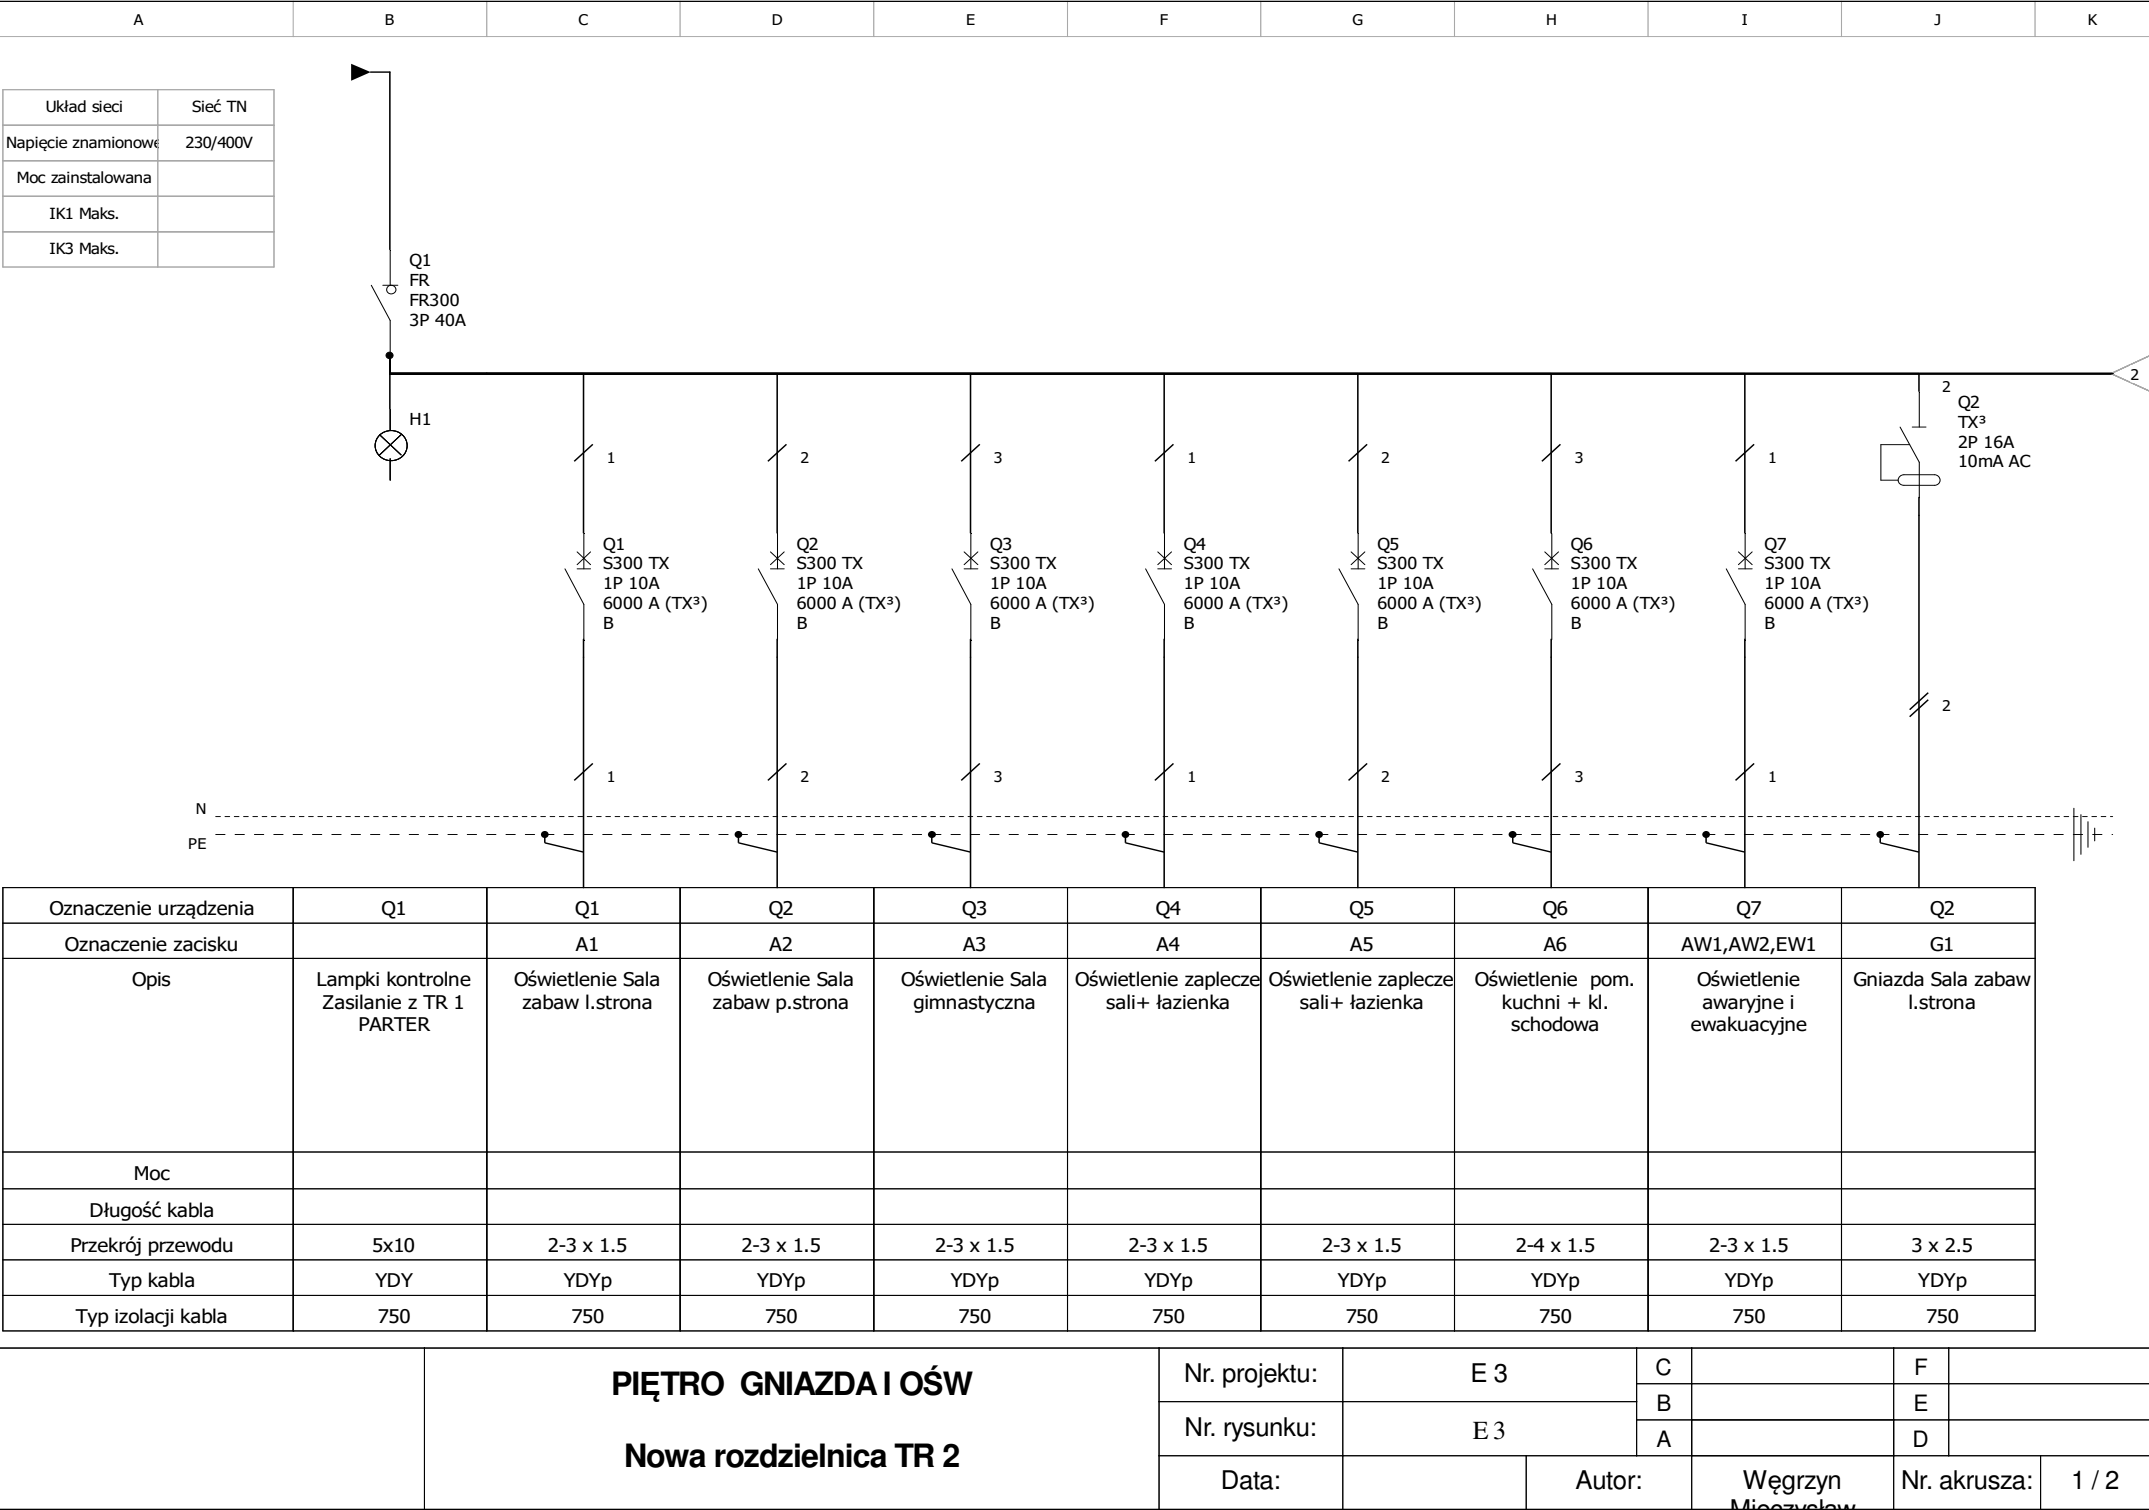 A B C D E F G H I J K
Układ sieci Sieć TN
Napięcie znamionowe 230/400V
Moc zainstalowana
IK1 Maks.
IK3 Maks.
Q1
FR
FR300
3P 40A
H1
2
2
Q2
TX³
2P 16A
10mA AC
1 2 3 1 2 3 1
Q1
S300 TX
1P 10A
6000 A (TX³)
B
Q2
S300 TX
1P 10A
6000 A (TX³)
B
Q3
S300 TX
1P 10A
6000 A (TX³)
B
Q4
S300 TX
1P 10A
6000 A (TX³)
B
Q5
S300 TX
1P 10A
6000 A (TX³)
B
Q6
S300 TX
1P 10A
6000 A (TX³)
B
Q7
S300 TX
1P 10A
6000 A (TX³)
B
2
1 2 3 1 2 3 1
N
PE
Oznaczenie urządzenia Q1 Q1 Q2 Q3 Q4 Q5 Q6 Q7 Q2
Oznaczenie zacisku A1 A2 A3 A4 A5 A6 AW1,AW2,EW1 G1
Opis
Lampki kontrolne
Zasilanie z TR 1
PARTER
Oświetlenie Sala
zabaw l.strona
Oświetlenie Sala
zabaw p.strona
Oświetlenie Sala
gimnastyczna
Oświetlenie zaplecze
sali+ łazienka
Oświetlenie zaplecze
sali+ łazienka
Oświetlenie pom.
kuchni + kl.
schodowa
Oświetlenie
awaryjne i
ewakuacyjne
Gniazda Sala zabaw
l.strona
Moc
Długość kabla
Przekrój przewodu 5x10 2-3 x 1.5 2-3 x 1.5 2-3 x 1.5 2-3 x 1.5 2-3 x 1.5 2-4 x 1.5 2-3 x 1.5 3 x 2.5
Typ kabla YDY YDYp YDYp YDYp YDYp YDYp YDYp YDYp YDYp
Typ izolacji kabla 750 750 750 750 750 750 750 750 750
PIĘTRO GNIAZDA I OŚW
Nowa rozdzielnica TR 2
Nr. projektu: E 3
Nr. rysunku: E 3
C F
B E
A D
Data: Autor: Węgrzyn
Mieczysław
Nr. akrusza: 1 / 2